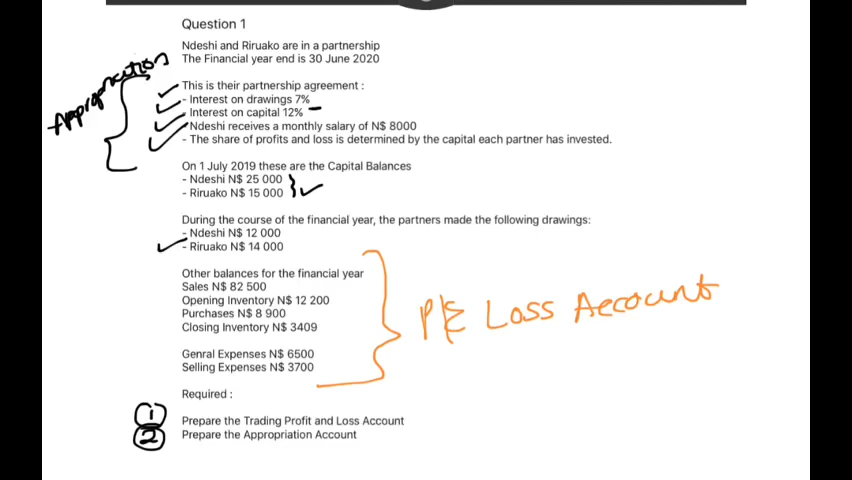 Question 1
Ndeshi and Riruako are in a partnership
The Financial year end is 30 June 2020
Appropriation
This is their partnership agreement :
- Interest on drawings 7%
- Interest on capital 12%
- Ndeshi receives a monthly salary of N$ 8000
- The share of profits and loss is determined by the capital each partner has invested.
On 1 July 2019 these are the Capital Balances
- Ndeshi N$ 25 000
- Riruako N$ 15 000
During the course of the financial year, the partners made the following drawings:
- Ndeshi N$ 12 000
- Riruako N$ 14 000
Other balances for the financial year
Sales N$ 82 500
Opening Inventory N$ 12 200
Purchases N$ 8 900
Closing Inventory N$ 3409
P& Loss Account
Genral Expenses N$ 6500
Selling Expenses N$ 3700
Required :
1 Prepare the Trading Profit and Loss Account
2 Prepare the Appropriation Account